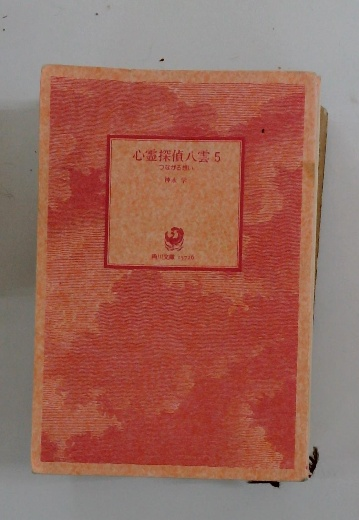 心霊探偵八雲 5
つながる想い
神永 学
角川文庫